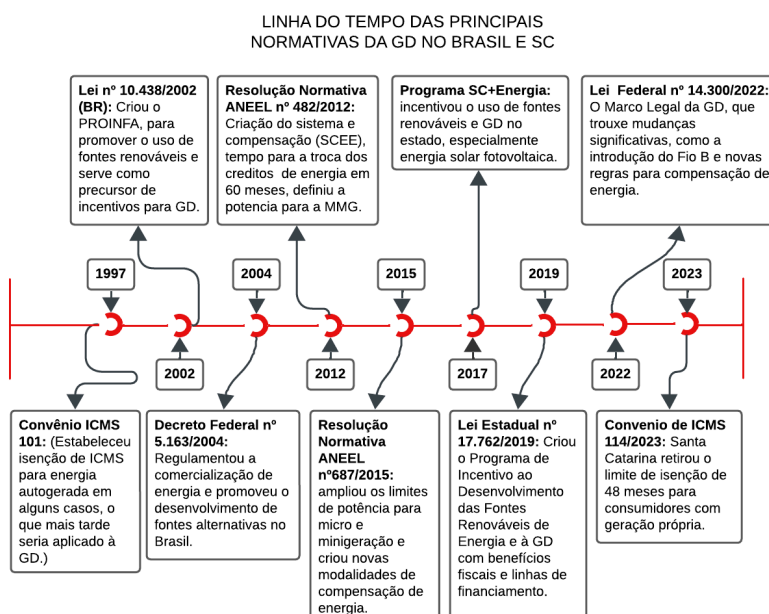 LINHA DO TEMPO DAS PRINCIPAIS
NORMATIVAS DA GD NO BRASIL E SC
Lei nº 10.438/2002
(BR): Criou o
PROINFA, para
promover o uso de
fontes renováveis e
serve como
precursor de
incentivos para GD.
Resolução Normativa
ANEEL nº 482/2012:
Criação do sistema e
compensação (SCEE),
tempo para a troca dos
creditos de energia em
60 meses, definiu a
potencia para a MMG.
Programa SC+Energia:
incentivou o uso de fontes
renováveis e GD no
estado, especialmente
energia solar fotovoltaica.
Lei Federal nº 14.300/2022:
O Marco Legal da GD, que
trouxe mudanças
significativas, como a
introdução do Fio B e novas
regras para compensação de
energia.
1997
2004
2015
2019
2023
2002
2012
2017
2022
Convênio ICMS
101: (Estabeleceu
isenção de ICMS
para energia
autogerada em
alguns casos, o
que mais tarde
seria aplicado à
GD.)
Decreto Federal nº
5.163/2004:
Regulamentou a
comercialização de
energia e promoveu o
desenvolvimento de
fontes alternativas no
Brasil.
Resolução
Normativa
ANEEL
nº687/2015:
ampliou os limites
de potência para
micro e
minigeração e
criou novas
modalidades de
compensação de
energia.
Lei Estadual nº
17.762/2019: Criou
o Programa de
Incentivo ao
Desenvolvimento
das Fontes
Renováveis de
Energia e à GD
com benefícios
fiscais e linhas de
financiamento.
Convenio de ICMS
114/2023: Santa
Catarina retirou o
limite de isenção de
48 meses para
consumidores com
geração própria.